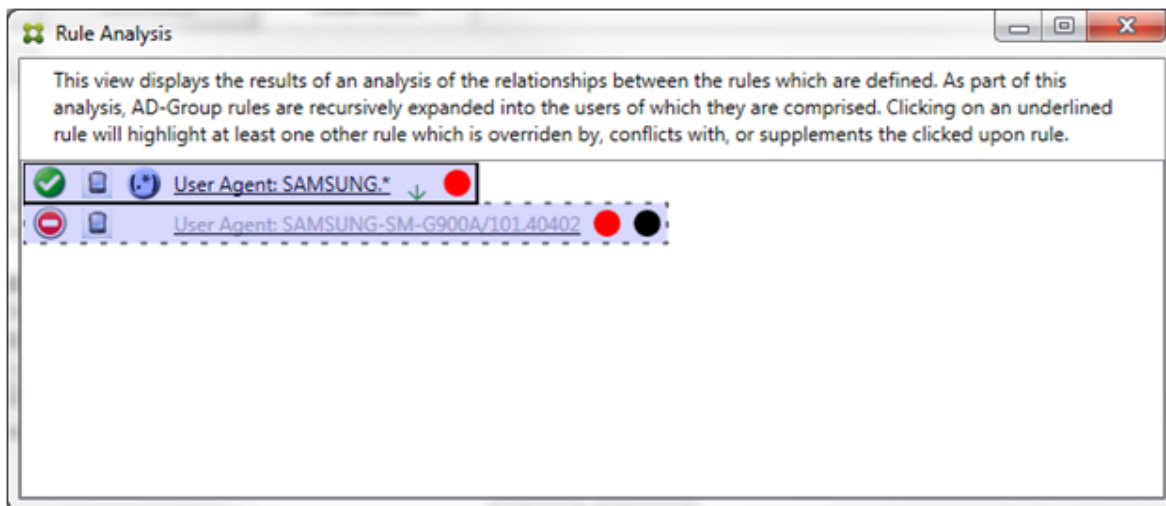 Rule Analysis
This view displays the results of an analysis of the relationships between the rules which are defined. As part of this
analysis, AD-Group rules are recursively expanded into the users of which they are comprised. Clicking on an underlined
rule will highlight at least one other rule which is overriden by, conflicts with, or supplements the clicked upon rule.
(.*) User Agent: SAMSUNG.*
User Agent: SAMSUNG-SM-G900A/101.40402